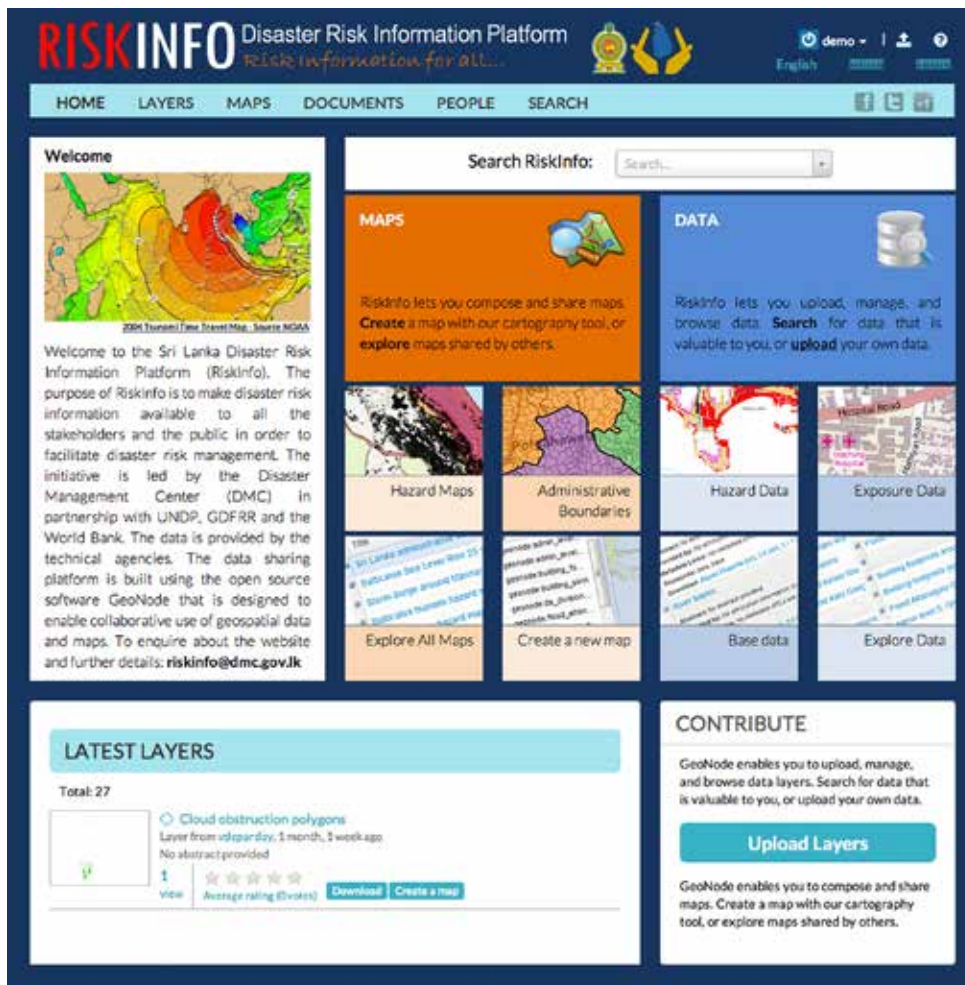 RISKINFO Disaster Risk Information Platform
Risk Information for all...
demo
English
HOME LAYERS MAPS DOCUMENTS PEOPLE SEARCH
Welcome
2004 Tsunami Time Travel Map. Source NOAA
Welcome to the Sri Lanka Disaster Risk
Information Platform (RiskInfo). The
purpose of RiskInfo is to make disaster risk
information available to all the
stakeholders and the public in order to
facilitate disaster risk management. The
initiative is led by the Disaster
Management Center (DMC) in
partnership with UNDP, GDFRR and the
World Bank. The data is provided by the
technical agencies. The data sharing
platform is built using the open source
software GeoNode that is designed to
enable collaborative use of geospatial data
and maps. To enquire about the website
and further details: riskinfo@dmc.gov.lk
Search RiskInfo: Search...
MAPS
RiskInfo lets you compose and share maps.
Create a map with our cartography tool, or
explore maps shared by others.
DATA
RiskInfo lets you upload, manage, and
browse data. Search for data that is
valuable to you, or upload your own data.
Hospital Road
Hazard Maps
Administrative
Boundaries
Hazard Data
Exposure Data
Title
Explore All Maps
Create a new map
Base data
Explore Data
LATEST LAYERS
Total: 27
Cloud obstruction polygons
Layer from vdeparday, 1 month, 1 week ago
No abstract provided
1
view
Average rating (0 votes)
Download Create a map
CONTRIBUTE
GeoNode enables you to upload, manage,
and browse data layers. Search for data that
is valuable to you, or upload your own data.
Upload Layers
GeoNode enables you to compose and share
maps. Create a map with our cartography
tool, or explore maps shared by others.